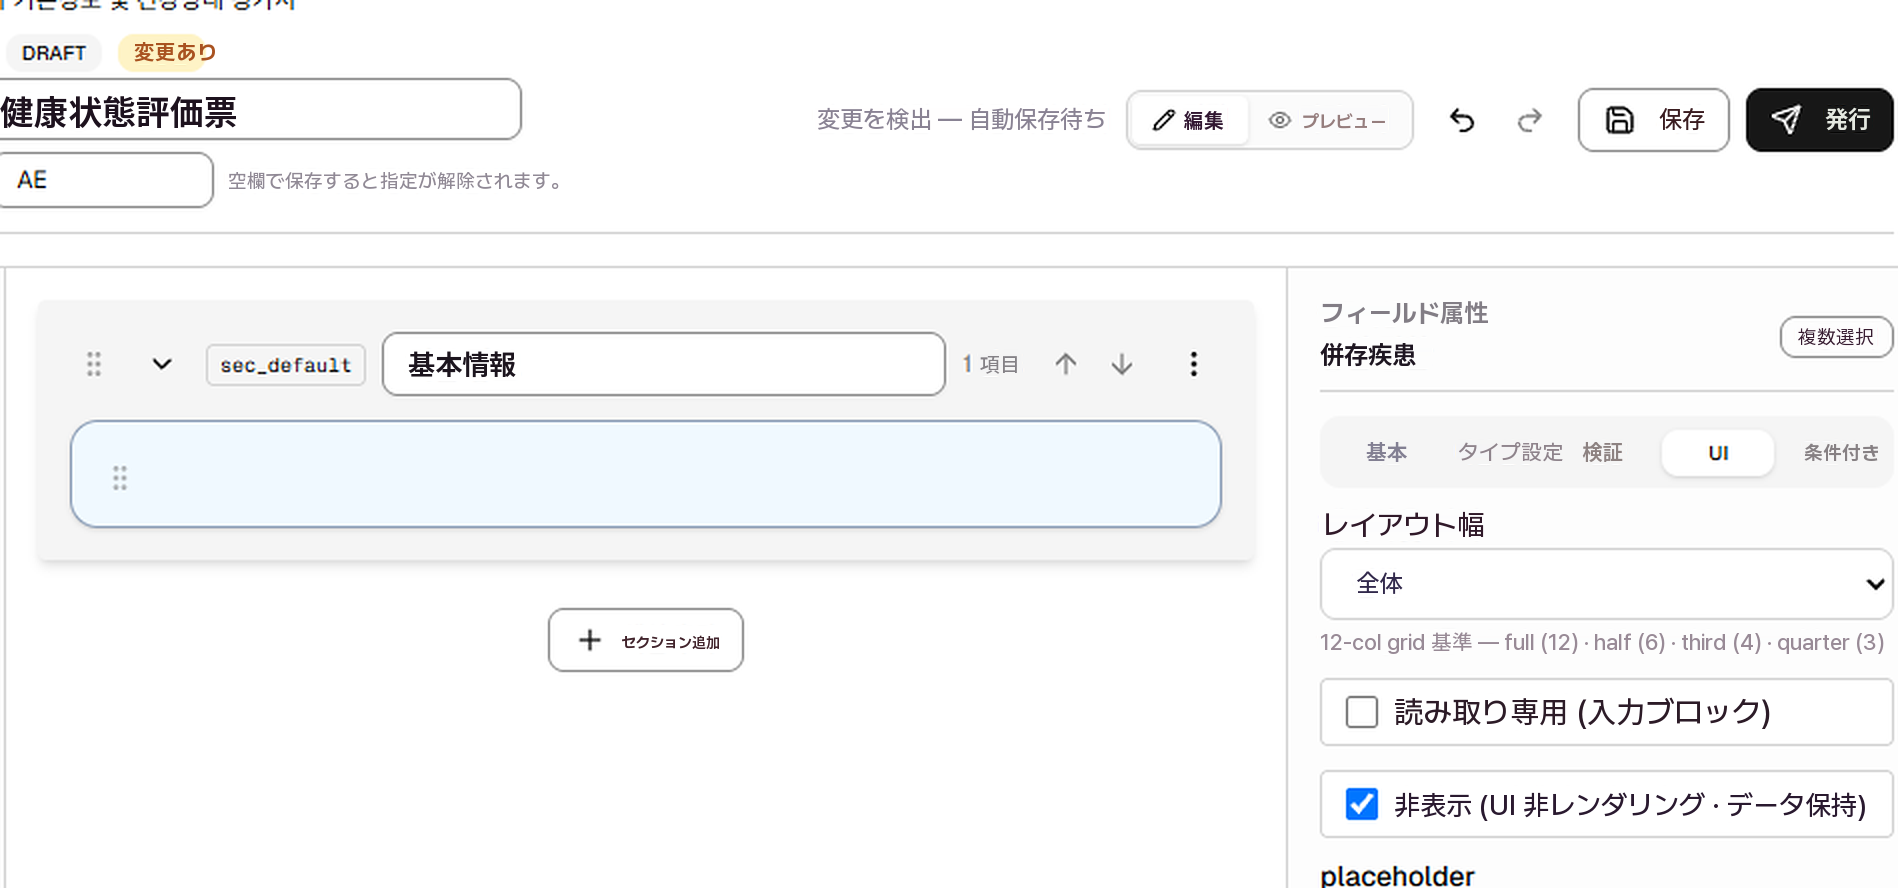 DRAFT 変更あり
健康状態評価票
変更を検出 — 自動保存待ち 編集 プレビュー 保存 発行
AE 空欄で保存すると指定が解除されます。
sec_default 基本情報 1 項目
セクション追加
フィールド属性
併存疾患
複数選択
基本 タイプ設定 検証 UI 条件付き
レイアウト幅
全体
12-col grid 基準 — full (12) · half (6) · third (4) · quarter (3)
読み取り専用 (入力ブロック)
非表示 (UI 非レンダリング · データ保持)
placeholder